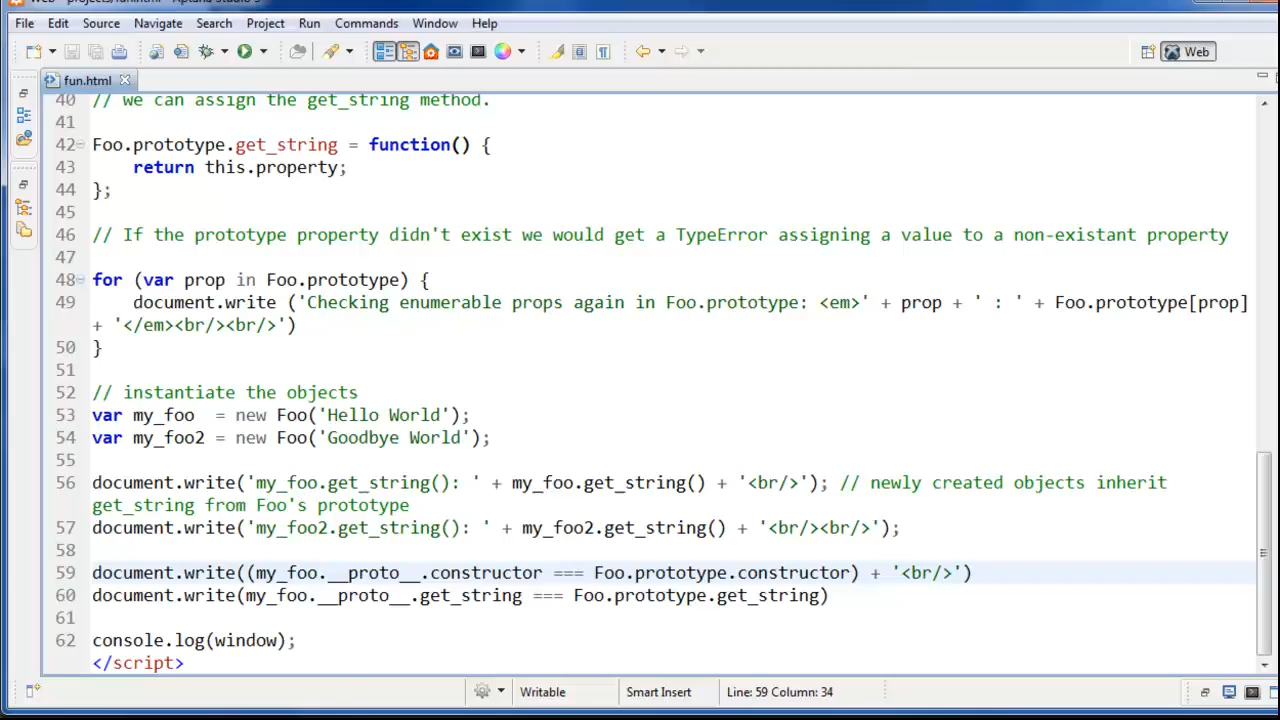 Web - projects/fun.html - Aptana Studio 3
File Edit Source Navigate Search Project Run Commands Window Help
Web
fun.html
40 // we can assign the get_string method.
41
42 Foo.prototype.get_string = function() {
43 return this.property;
44 };
45
46 // If the prototype property didn't exist we would get a TypeError assigning a value to a non-existant property
47
48 for (var prop in Foo.prototype) {
49 document.write ('Checking enumerable props again in Foo.prototype: <em>' + prop + ' : ' + Foo.prototype[prop]
+ '</em><br/><br/>')
50 }
51
52 // instantiate the objects
53 var my_foo = new Foo('Hello World');
54 var my_foo2 = new Foo('Goodbye World');
55
56 document.write('my_foo.get_string(): ' + my_foo.get_string() + '<br/>'); // newly created objects inherit
get_string from Foo's prototype
57 document.write('my_foo2.get_string(): ' + my_foo2.get_string() + '<br/><br/>');
58
59 document.write((my_foo.__proto__.constructor === Foo.prototype.constructor) + '<br/>')
60 document.write(my_foo.__proto__.get_string === Foo.prototype.get_string)
62 console.log(window);
</script>
Writable Smart Insert Line: 59 Column: 34